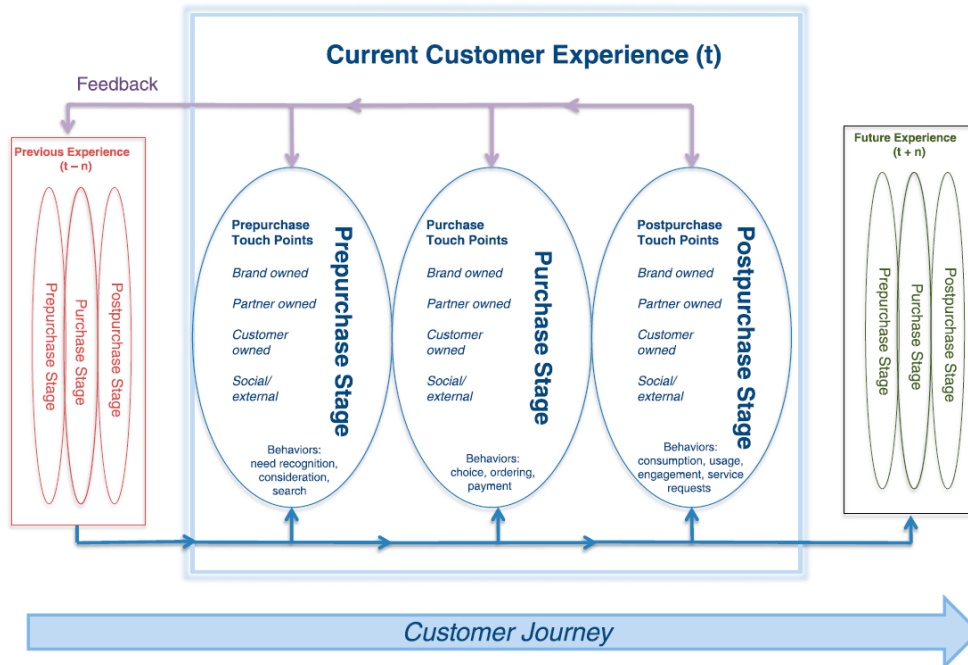 Current Customer Experience (t)
Feedback
Previous Experience
(t – n)
Prepurchase Stage
Purchase Stage
Postpurchase Stage
Prepurchase
Touch Points
Brand owned
Partner owned
Customer
owned
Social/
external
Prepurchase Stage
Behaviors:
need recognition,
consideration,
search
Purchase
Touch Points
Brand owned
Partner owned
Customer
owned
Social/
external
Purchase Stage
Behaviors:
choice, ordering,
payment
Postpurchase
Touch Points
Brand owned
Partner owned
Customer
owned
Social/
external
Postpurchase Stage
Behaviors:
consumption, usage,
engagement, service
requests
Future Experience
(t + n)
Prepurchase Stage
Purchase Stage
Postpurchase Stage
Customer Journey